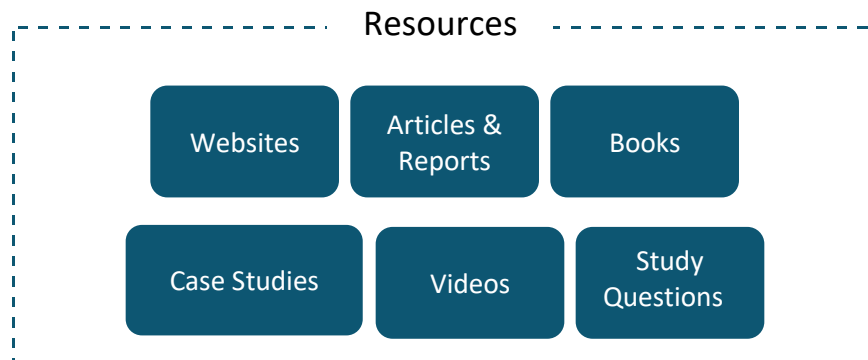 Resources
Websites
Articles &
Reports
Books
Case Studies
Videos
Study
Questions